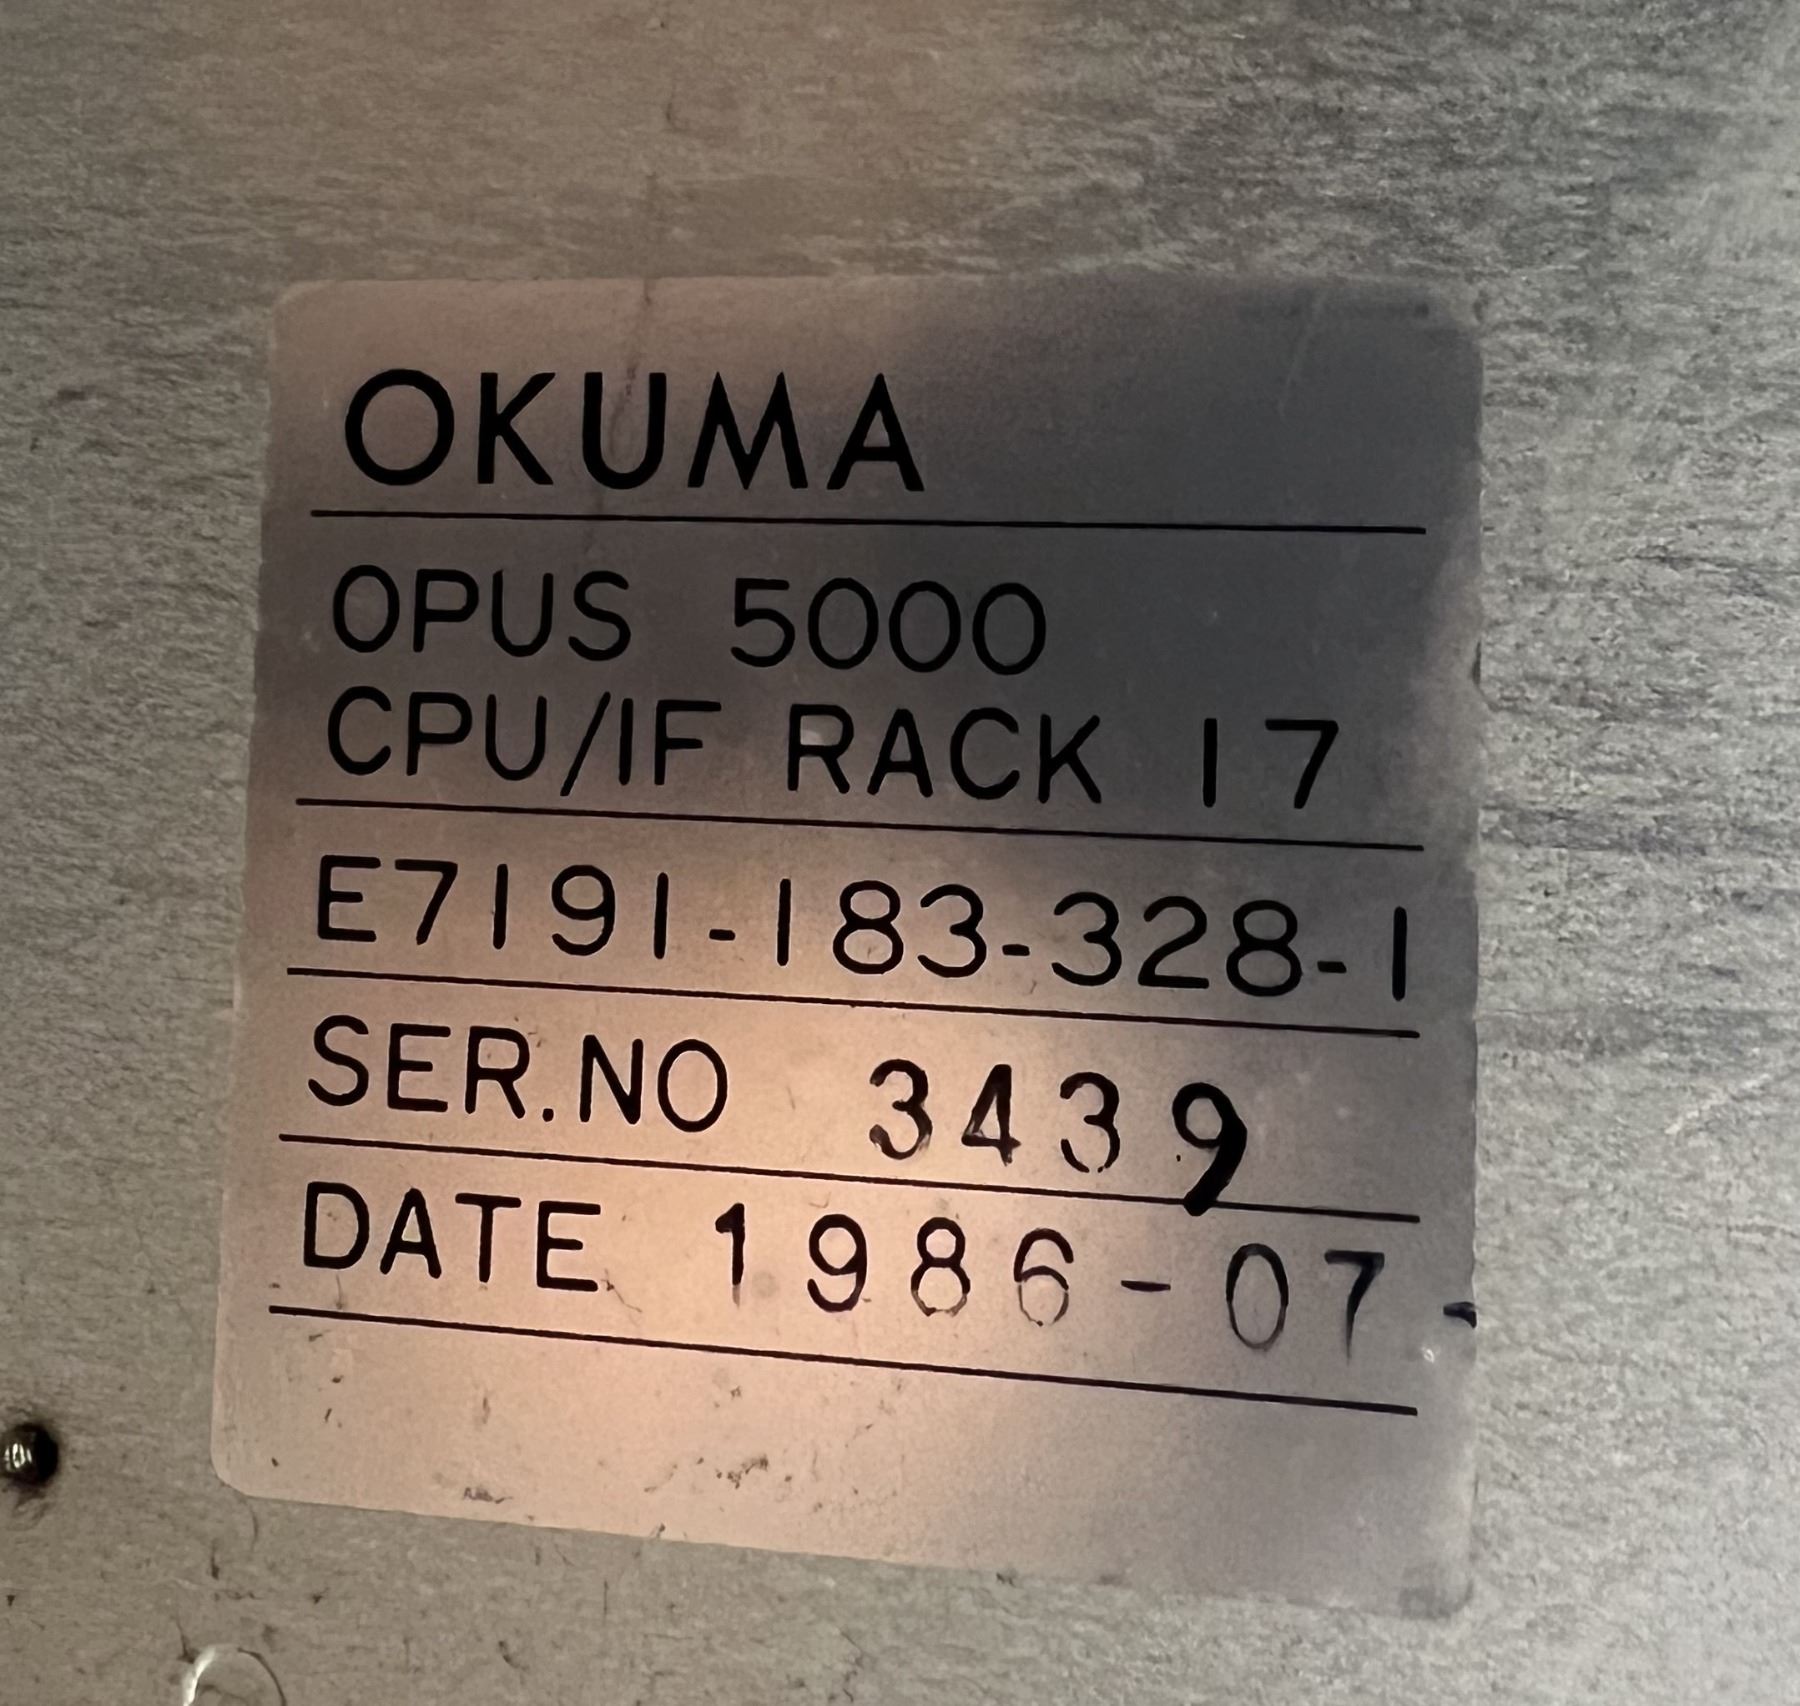 OKUMA
OPUS 5000
CPU/IF RACK 17
E7191-183-328-1
SER.NO 3439
DATE 1986-07-